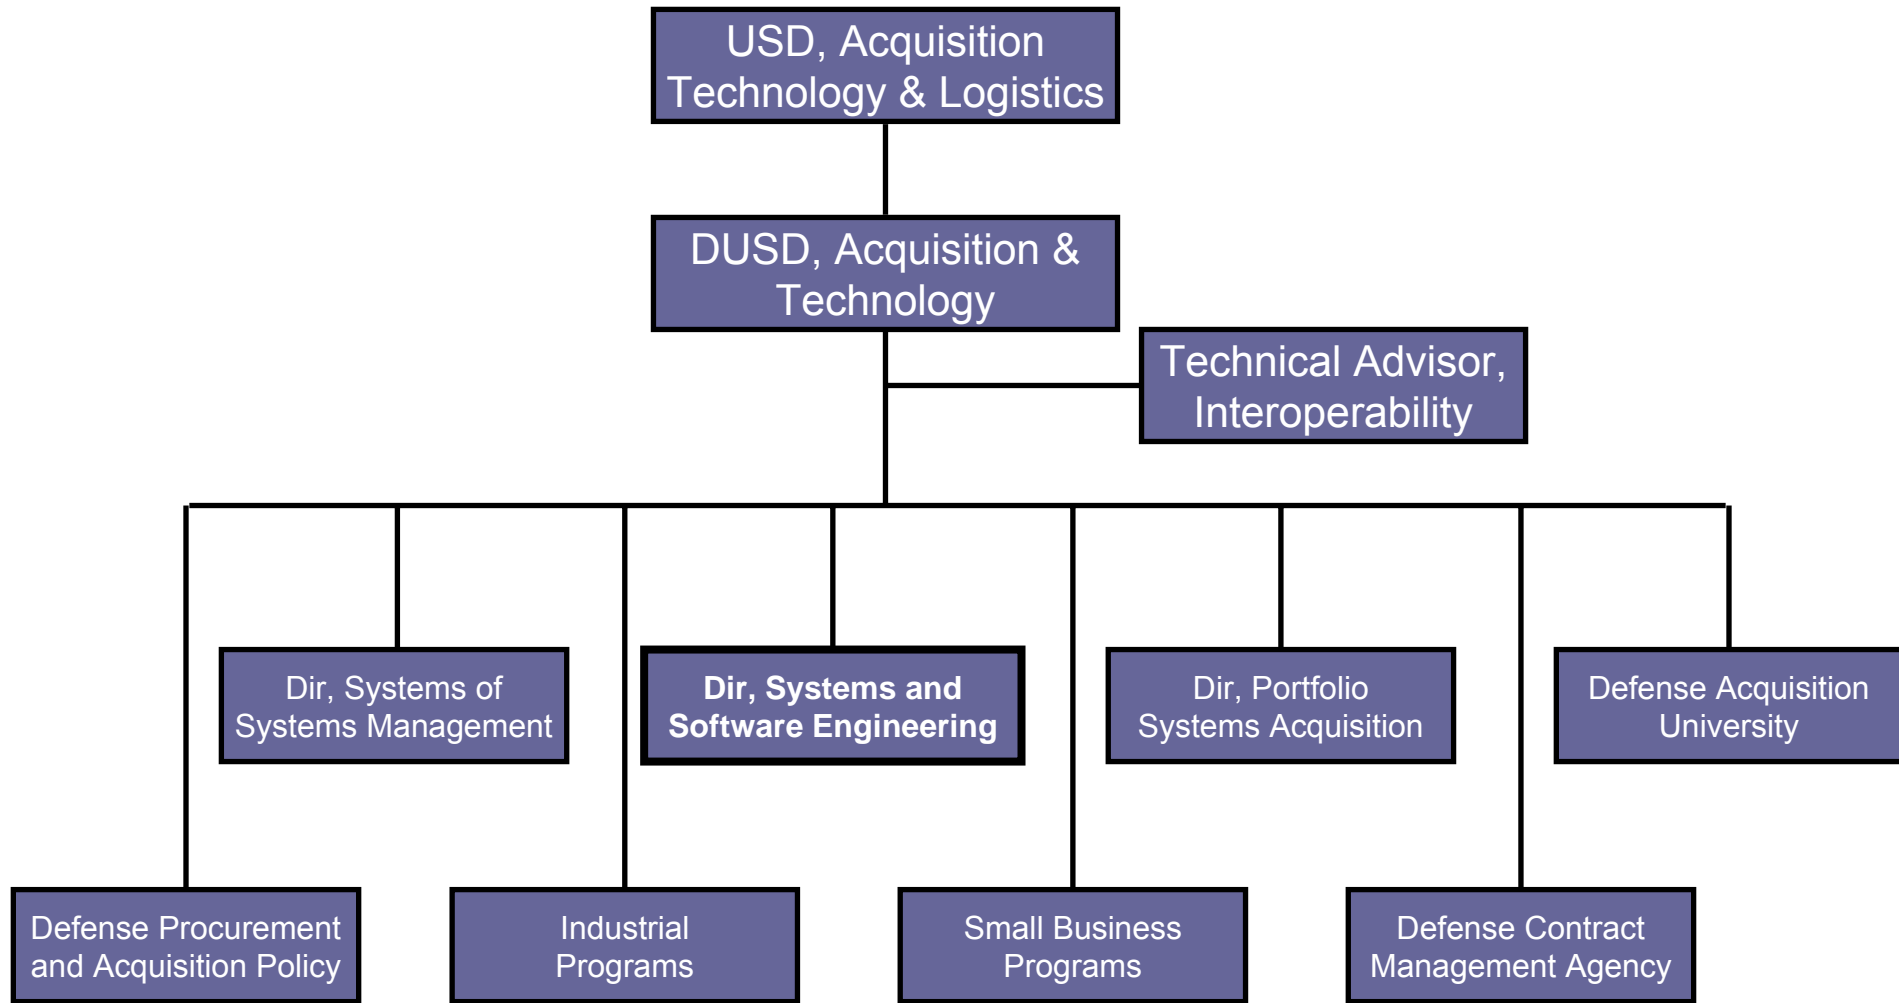 USD, Acquisition
Technology & Logistics
DUSD, Acquisition &
Technology
Technical Advisor,
Interoperability
Dir, Systems of
Systems Management
Dir, Systems and
Software Engineering
Dir, Portfolio
Systems Acquisition
Defense Acquisition
University
Defense Procurement
and Acquisition Policy
Industrial
Programs
Small Business
Programs
Defense Contract
Management Agency